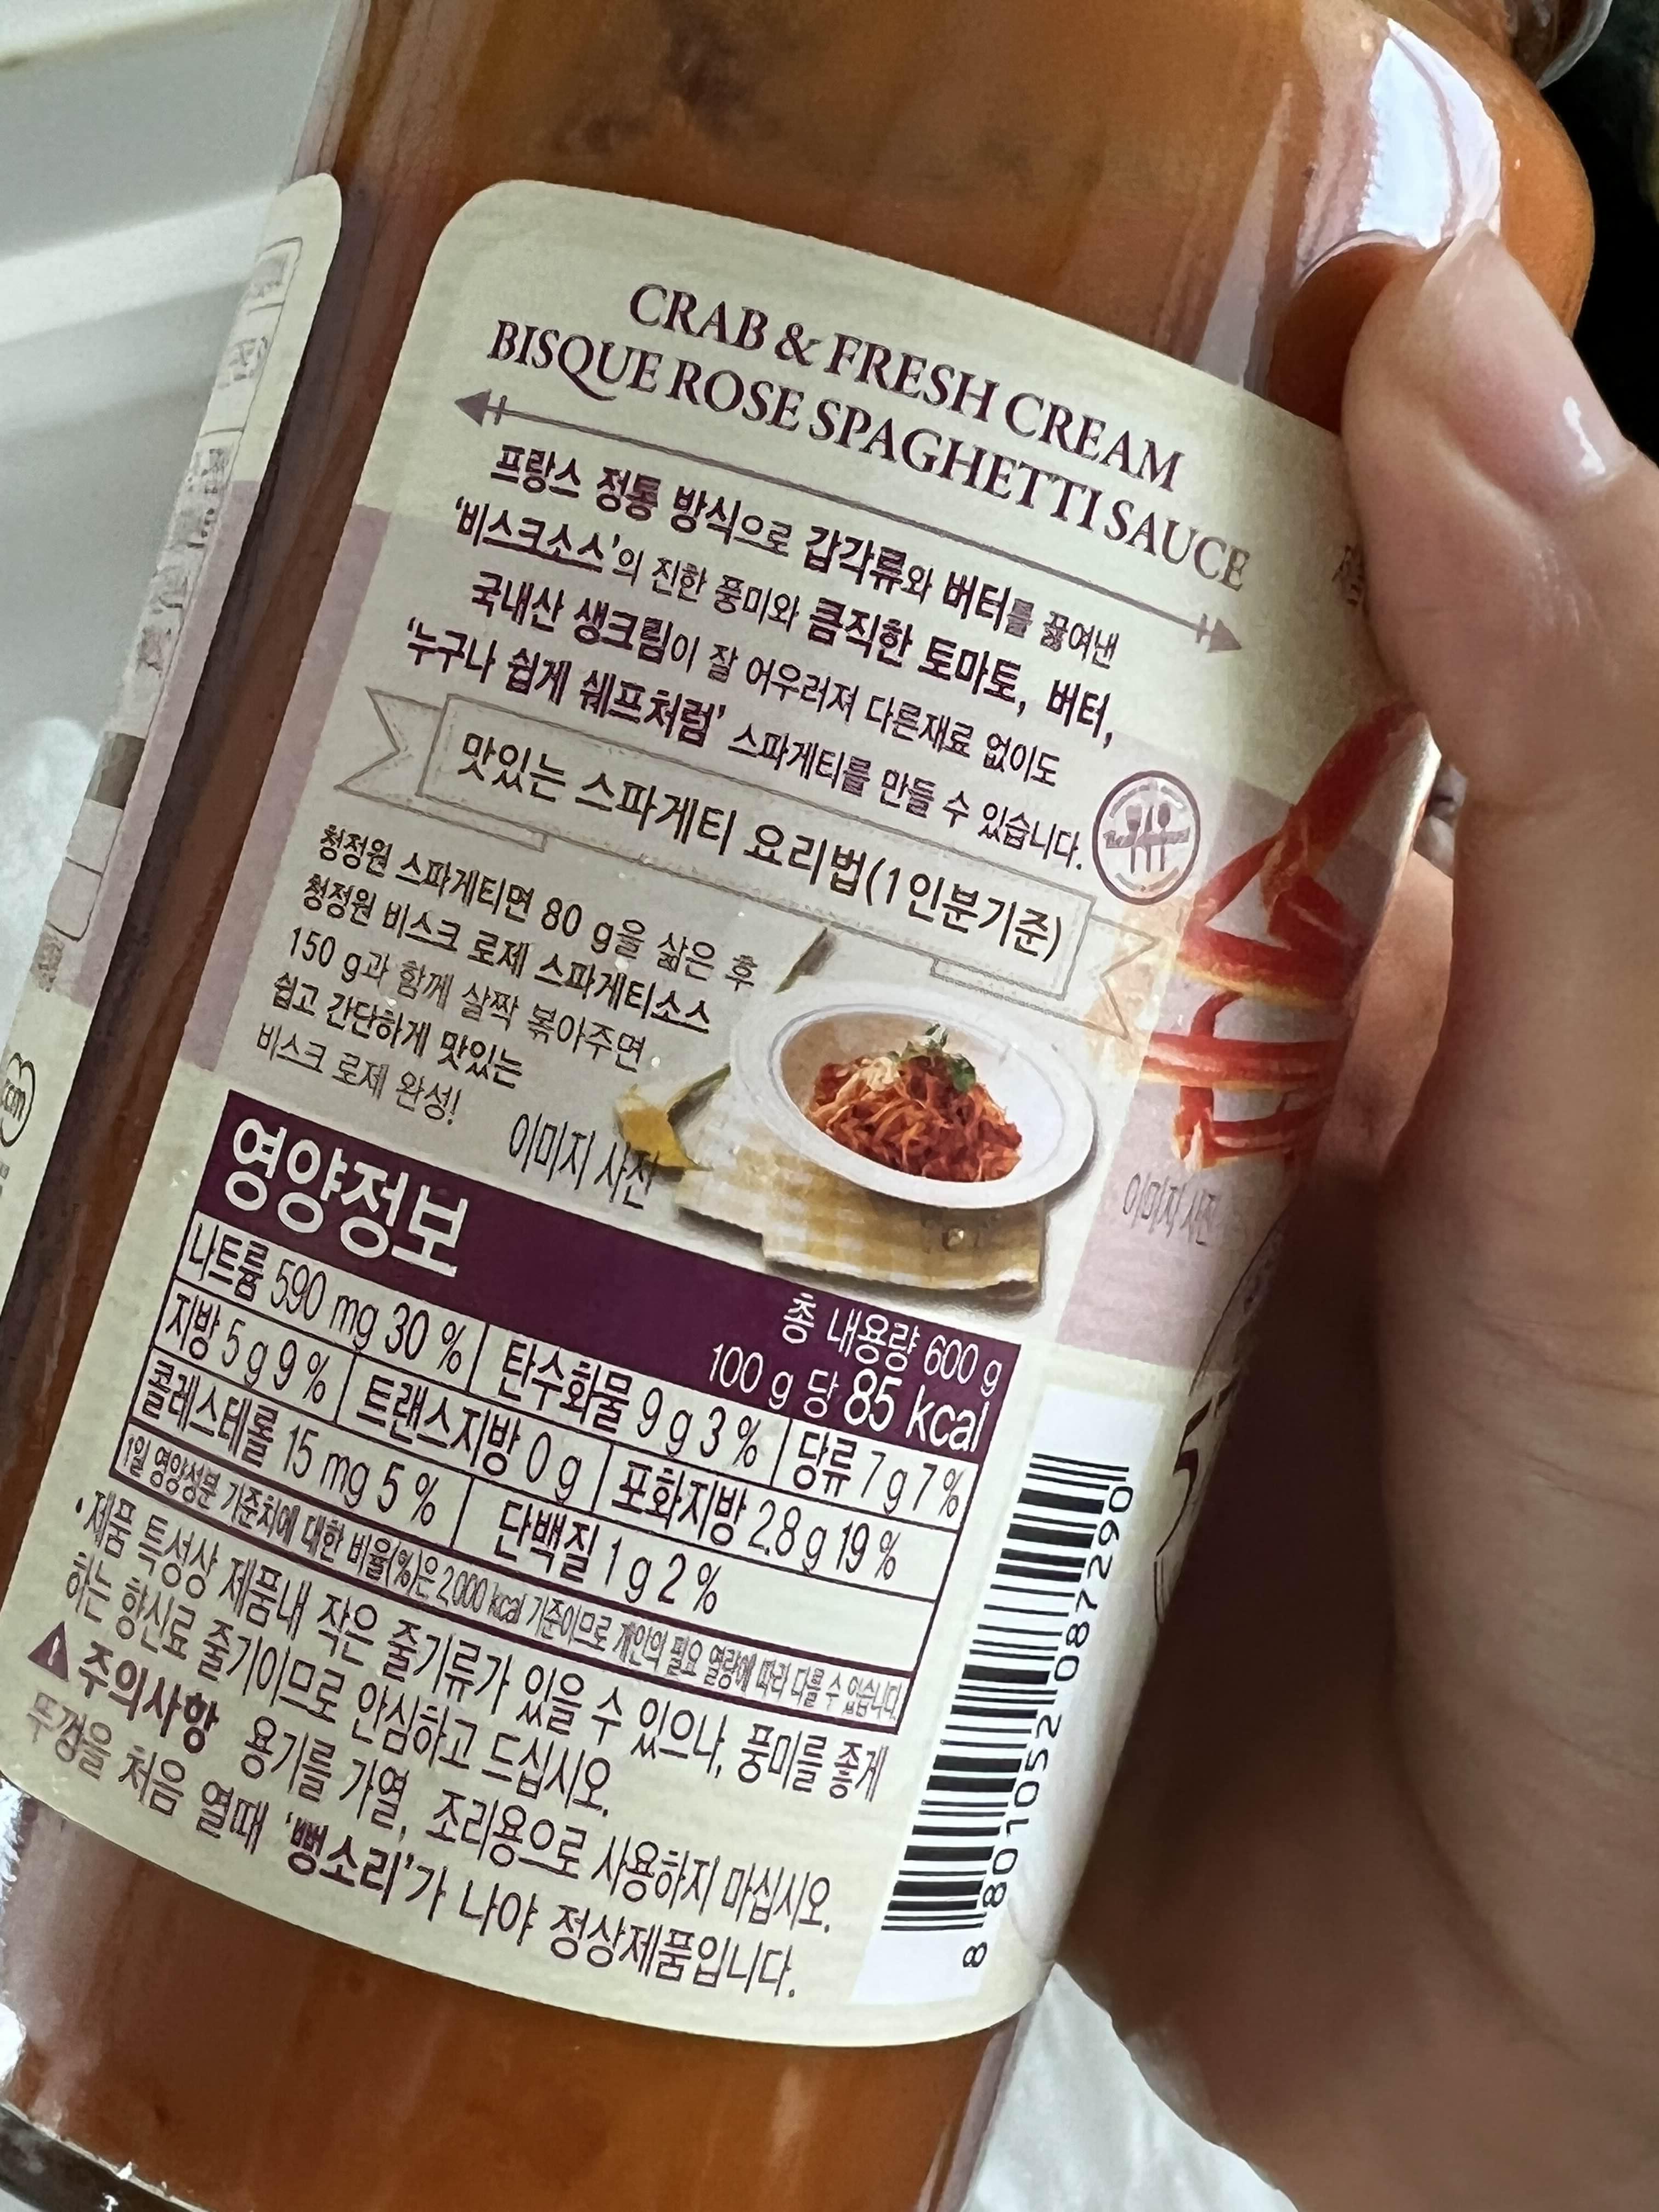 CRAB & FRESH CREAM
BISQUE ROSE SPAGHETTI SAUCE
프랑스 정통 방식으로 갑각류와 버터를 끓여낸
'비스크소스'의 진한 풍미와 큼직한 토마토, 버터,
국내산 생크림이 잘 어우러져 다른재료 없이도
'누구나 쉽게 쉐프처럼' 스파게티를 만들 수 있습니다.
맛있는 스파게티 요리법(1인분기준)
청정원 스파게티면 80 g을 삶은 후
청정원 비스크 로제 스파게티소스
150 g과 함께 살짝 볶아주면
쉽고 간단하게 맛있는
비스크 로제 완성!
이미지 사진
이미지 사진
영양정보
총 내용량 600 g
100 g 당 85 kcal
나트륨 590 mg 30 % 탄수화물 9 g 3 % 당류 7 g 7 %
지방 5 g 9 % 트랜스지방 0 g 포화지방 2.8 g 19 %
콜레스테롤 15 mg 5 % 단백질 1 g 2 %
1일 영양성분 기준치에 대한 비율(%)은 2,000 kcal 기준이므로 개인의 필요 열량에 따라 다를 수 있습니다.
•제품 특성상 제품내 작은 줄기류가 있을 수 있으나, 풍미를 좋게
하는 향신료 줄기이므로 안심하고 드십시오.
주의사항 용기를 가열, 조리용으로 사용하지 마십시오.
뚜껑을 처음 열때 '뻥소리'가 나야 정상제품입니다.
8 801052 087290
cm